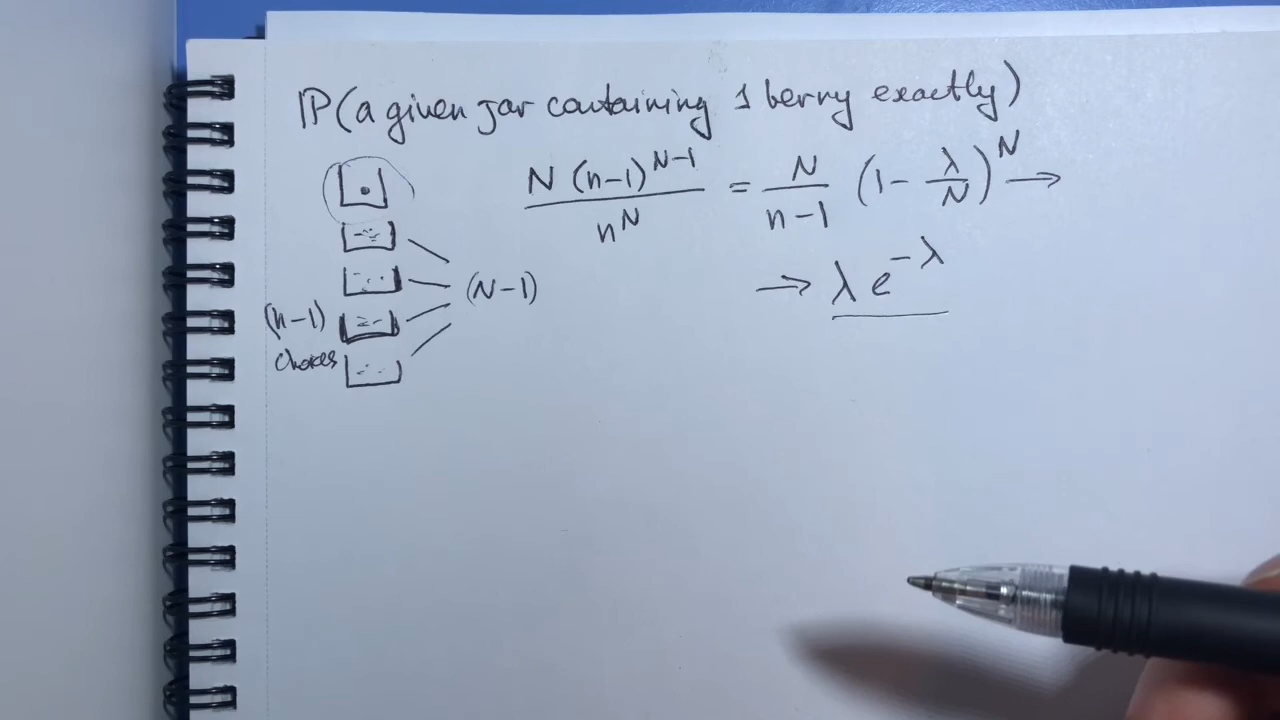 ℙ(a given jar containing 1 berry exactly)
N (n-1)^{N-1} / n^N = N/(n-1) (1 - λ/N)^N →
→ λ e^{-λ}
(N-1)
(n-1)
choices